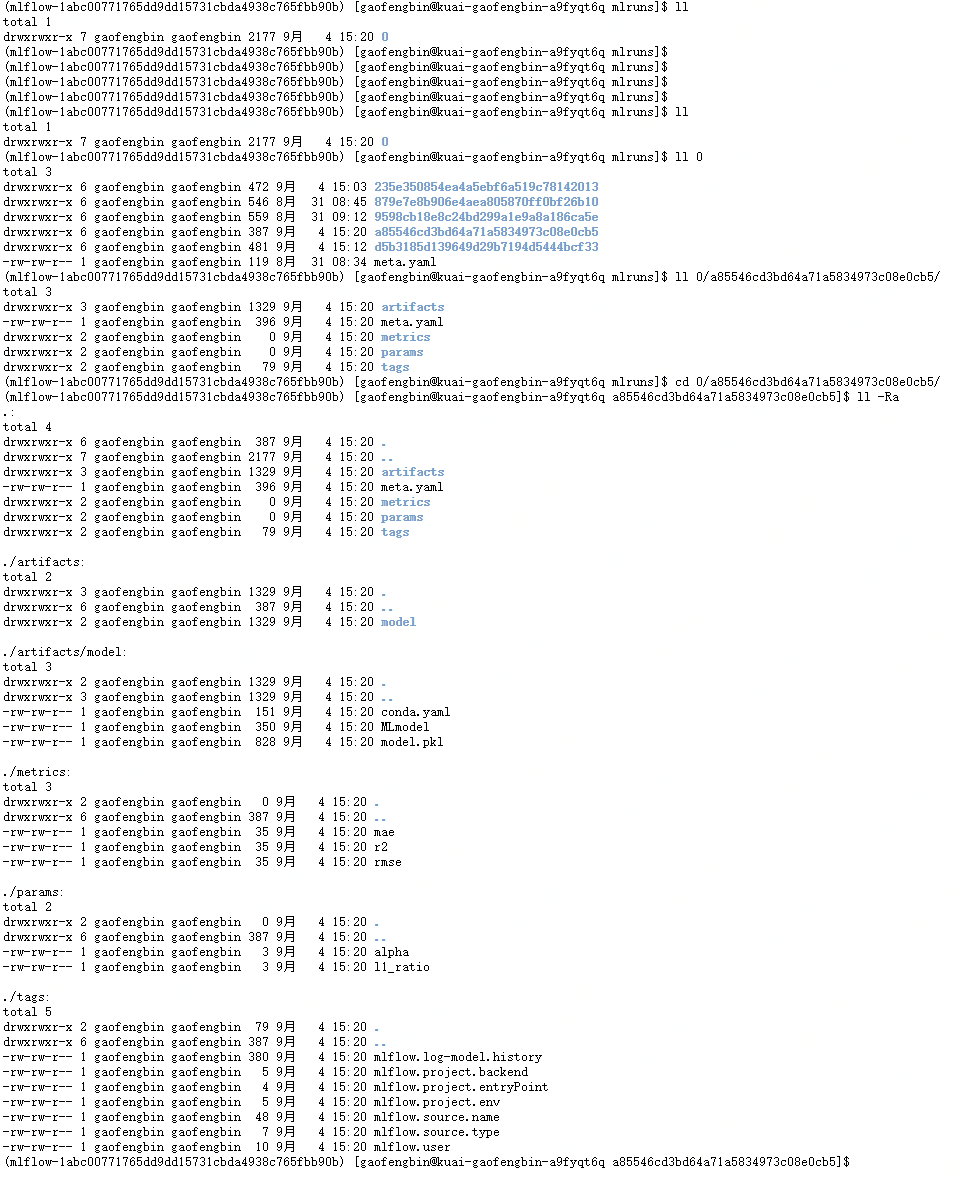 (mlflow-1abc00771765dd9dd15731cbda4938c765fbb90b) [gaofengbin@kuai-gaofengbin-a9fyqt6q mlruns]$ ll
total 1
drwxrwxr-x 7 gaofengbin gaofengbin 2177 9月   4 15:20 0
(mlflow-1abc00771765dd9dd15731cbda4938c765fbb90b) [gaofengbin@kuai-gaofengbin-a9fyqt6q mlruns]$
(mlflow-1abc00771765dd9dd15731cbda4938c765fbb90b) [gaofengbin@kuai-gaofengbin-a9fyqt6q mlruns]$
(mlflow-1abc00771765dd9dd15731cbda4938c765fbb90b) [gaofengbin@kuai-gaofengbin-a9fyqt6q mlruns]$
(mlflow-1abc00771765dd9dd15731cbda4938c765fbb90b) [gaofengbin@kuai-gaofengbin-a9fyqt6q mlruns]$
(mlflow-1abc00771765dd9dd15731cbda4938c765fbb90b) [gaofengbin@kuai-gaofengbin-a9fyqt6q mlruns]$ ll
total 1
drwxrwxr-x 7 gaofengbin gaofengbin 2177 9月   4 15:20 0
(mlflow-1abc00771765dd9dd15731cbda4938c765fbb90b) [gaofengbin@kuai-gaofengbin-a9fyqt6q mlruns]$ ll 0
total 3
drwxrwxr-x 6 gaofengbin gaofengbin 472 9月   4 15:03 235e350854ea4a5ebf6a519c78142013
drwxrwxr-x 6 gaofengbin gaofengbin 546 8月  31 08:45 879e7e8b906e4aea805870ff0bf26b10
drwxrwxr-x 6 gaofengbin gaofengbin 559 8月  31 09:12 9598cb18e8c24bd299a1e9a8a186ca5e
drwxrwxr-x 6 gaofengbin gaofengbin 387 9月   4 15:20 a85546cd3bd64a71a5834973c08e0cb5
drwxrwxr-x 6 gaofengbin gaofengbin 481 9月   4 15:12 d5b3185d139649d29b7194d5444bcf33
-rw-rw-r-- 1 gaofengbin gaofengbin 119 8月  31 08:34 meta.yaml
(mlflow-1abc00771765dd9dd15731cbda4938c765fbb90b) [gaofengbin@kuai-gaofengbin-a9fyqt6q mlruns]$ ll 0/a85546cd3bd64a71a5834973c08e0cb5/
total 3
drwxrwxr-x 3 gaofengbin gaofengbin 1329 9月   4 15:20 artifacts
-rw-rw-r-- 1 gaofengbin gaofengbin  396 9月   4 15:20 meta.yaml
drwxrwxr-x 2 gaofengbin gaofengbin    0 9月   4 15:20 metrics
drwxrwxr-x 2 gaofengbin gaofengbin    0 9月   4 15:20 params
drwxrwxr-x 2 gaofengbin gaofengbin   79 9月   4 15:20 tags
(mlflow-1abc00771765dd9dd15731cbda4938c765fbb90b) [gaofengbin@kuai-gaofengbin-a9fyqt6q mlruns]$ cd 0/a85546cd3bd64a71a5834973c08e0cb5/
(mlflow-1abc00771765dd9dd15731cbda4938c765fbb90b) [gaofengbin@kuai-gaofengbin-a9fyqt6q a85546cd3bd64a71a5834973c08e0cb5]$ ll -Ra
.:
total 4
drwxrwxr-x 6 gaofengbin gaofengbin  387 9月   4 15:20 .
drwxrwxr-x 7 gaofengbin gaofengbin 2177 9月   4 15:20 ..
drwxrwxr-x 3 gaofengbin gaofengbin 1329 9月   4 15:20 artifacts
-rw-rw-r-- 1 gaofengbin gaofengbin  396 9月   4 15:20 meta.yaml
drwxrwxr-x 2 gaofengbin gaofengbin    0 9月   4 15:20 metrics
drwxrwxr-x 2 gaofengbin gaofengbin    0 9月   4 15:20 params
drwxrwxr-x 2 gaofengbin gaofengbin   79 9月   4 15:20 tags

./artifacts:
total 2
drwxrwxr-x 3 gaofengbin gaofengbin 1329 9月   4 15:20 .
drwxrwxr-x 6 gaofengbin gaofengbin  387 9月   4 15:20 ..
drwxrwxr-x 2 gaofengbin gaofengbin 1329 9月   4 15:20 model

./artifacts/model:
total 3
drwxrwxr-x 2 gaofengbin gaofengbin 1329 9月   4 15:20 .
drwxrwxr-x 3 gaofengbin gaofengbin 1329 9月   4 15:20 ..
-rw-rw-r-- 1 gaofengbin gaofengbin  151 9月   4 15:20 conda.yaml
-rw-rw-r-- 1 gaofengbin gaofengbin  350 9月   4 15:20 MLmodel
-rw-rw-r-- 1 gaofengbin gaofengbin  828 9月   4 15:20 model.pkl

./metrics:
total 3
drwxrwxr-x 2 gaofengbin gaofengbin   0 9月   4 15:20 .
drwxrwxr-x 6 gaofengbin gaofengbin 387 9月   4 15:20 ..
-rw-rw-r-- 1 gaofengbin gaofengbin  35 9月   4 15:20 mae
-rw-rw-r-- 1 gaofengbin gaofengbin  35 9月   4 15:20 r2
-rw-rw-r-- 1 gaofengbin gaofengbin  35 9月   4 15:20 rmse

./params:
total 2
drwxrwxr-x 2 gaofengbin gaofengbin   0 9月   4 15:20 .
drwxrwxr-x 6 gaofengbin gaofengbin 387 9月   4 15:20 ..
-rw-rw-r-- 1 gaofengbin gaofengbin   3 9月   4 15:20 alpha
-rw-rw-r-- 1 gaofengbin gaofengbin   3 9月   4 15:20 l1_ratio

./tags:
total 5
drwxrwxr-x 2 gaofengbin gaofengbin  79 9月   4 15:20 .
drwxrwxr-x 6 gaofengbin gaofengbin 387 9月   4 15:20 ..
-rw-rw-r-- 1 gaofengbin gaofengbin 380 9月   4 15:20 mlflow.log-model.history
-rw-rw-r-- 1 gaofengbin gaofengbin   5 9月   4 15:20 mlflow.project.backend
-rw-rw-r-- 1 gaofengbin gaofengbin   4 9月   4 15:20 mlflow.project.entryPoint
-rw-rw-r-- 1 gaofengbin gaofengbin   5 9月   4 15:20 mlflow.project.env
-rw-rw-r-- 1 gaofengbin gaofengbin  48 9月   4 15:20 mlflow.source.name
-rw-rw-r-- 1 gaofengbin gaofengbin   7 9月   4 15:20 mlflow.source.type
-rw-rw-r-- 1 gaofengbin gaofengbin  10 9月   4 15:20 mlflow.user
(mlflow-1abc00771765dd9dd15731cbda4938c765fbb90b) [gaofengbin@kuai-gaofengbin-a9fyqt6q a85546cd3bd64a71a5834973c08e0cb5]$